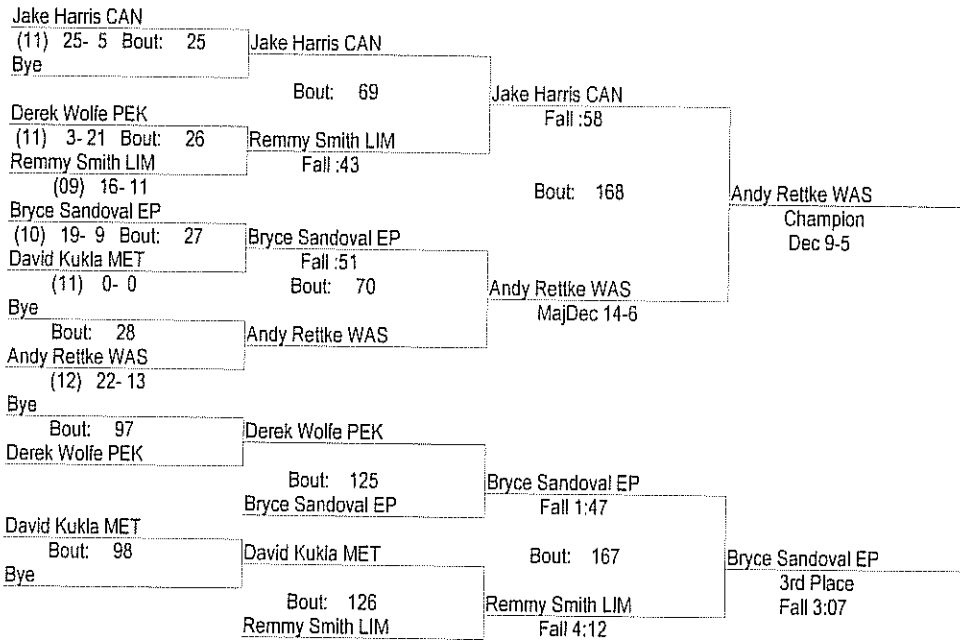 Jake Harris CAN
(11) 25- 5 Bout: 25
Bye
Jake Harris CAN
Bout: 69
Derek Wolfe PEK
(11) 3- 21 Bout: 26
Remmy Smith LIM
(09) 16- 11
Remmy Smith LIM
Fall :43
Jake Harris CAN
Fall :58
Bout: 168
Bryce Sandoval EP
(10) 19- 9 Bout: 27
David Kukla MET
(11) 0- 0
Bryce Sandoval EP
Fall :51
Bout: 70
Bye
Bout: 28
Andy Rettke WAS
(12) 22- 13
Andy Rettke WAS
Andy Rettke WAS
MajDec 14-6
Andy Rettke WAS
Champion
Dec 9-5
Bye
Bout: 97
Derek Wolfe PEK
Derek Wolfe PEK
Bout: 125
Bryce Sandoval EP
Bryce Sandoval EP
Fall 1:47
Bout: 167
David Kukla MET
Bout: 98
Bye
David Kukla MET
Bout: 126
Remmy Smith LIM
Remmy Smith LIM
Fall 4:12
Bryce Sandoval EP
3rd Place
Fall 3:07